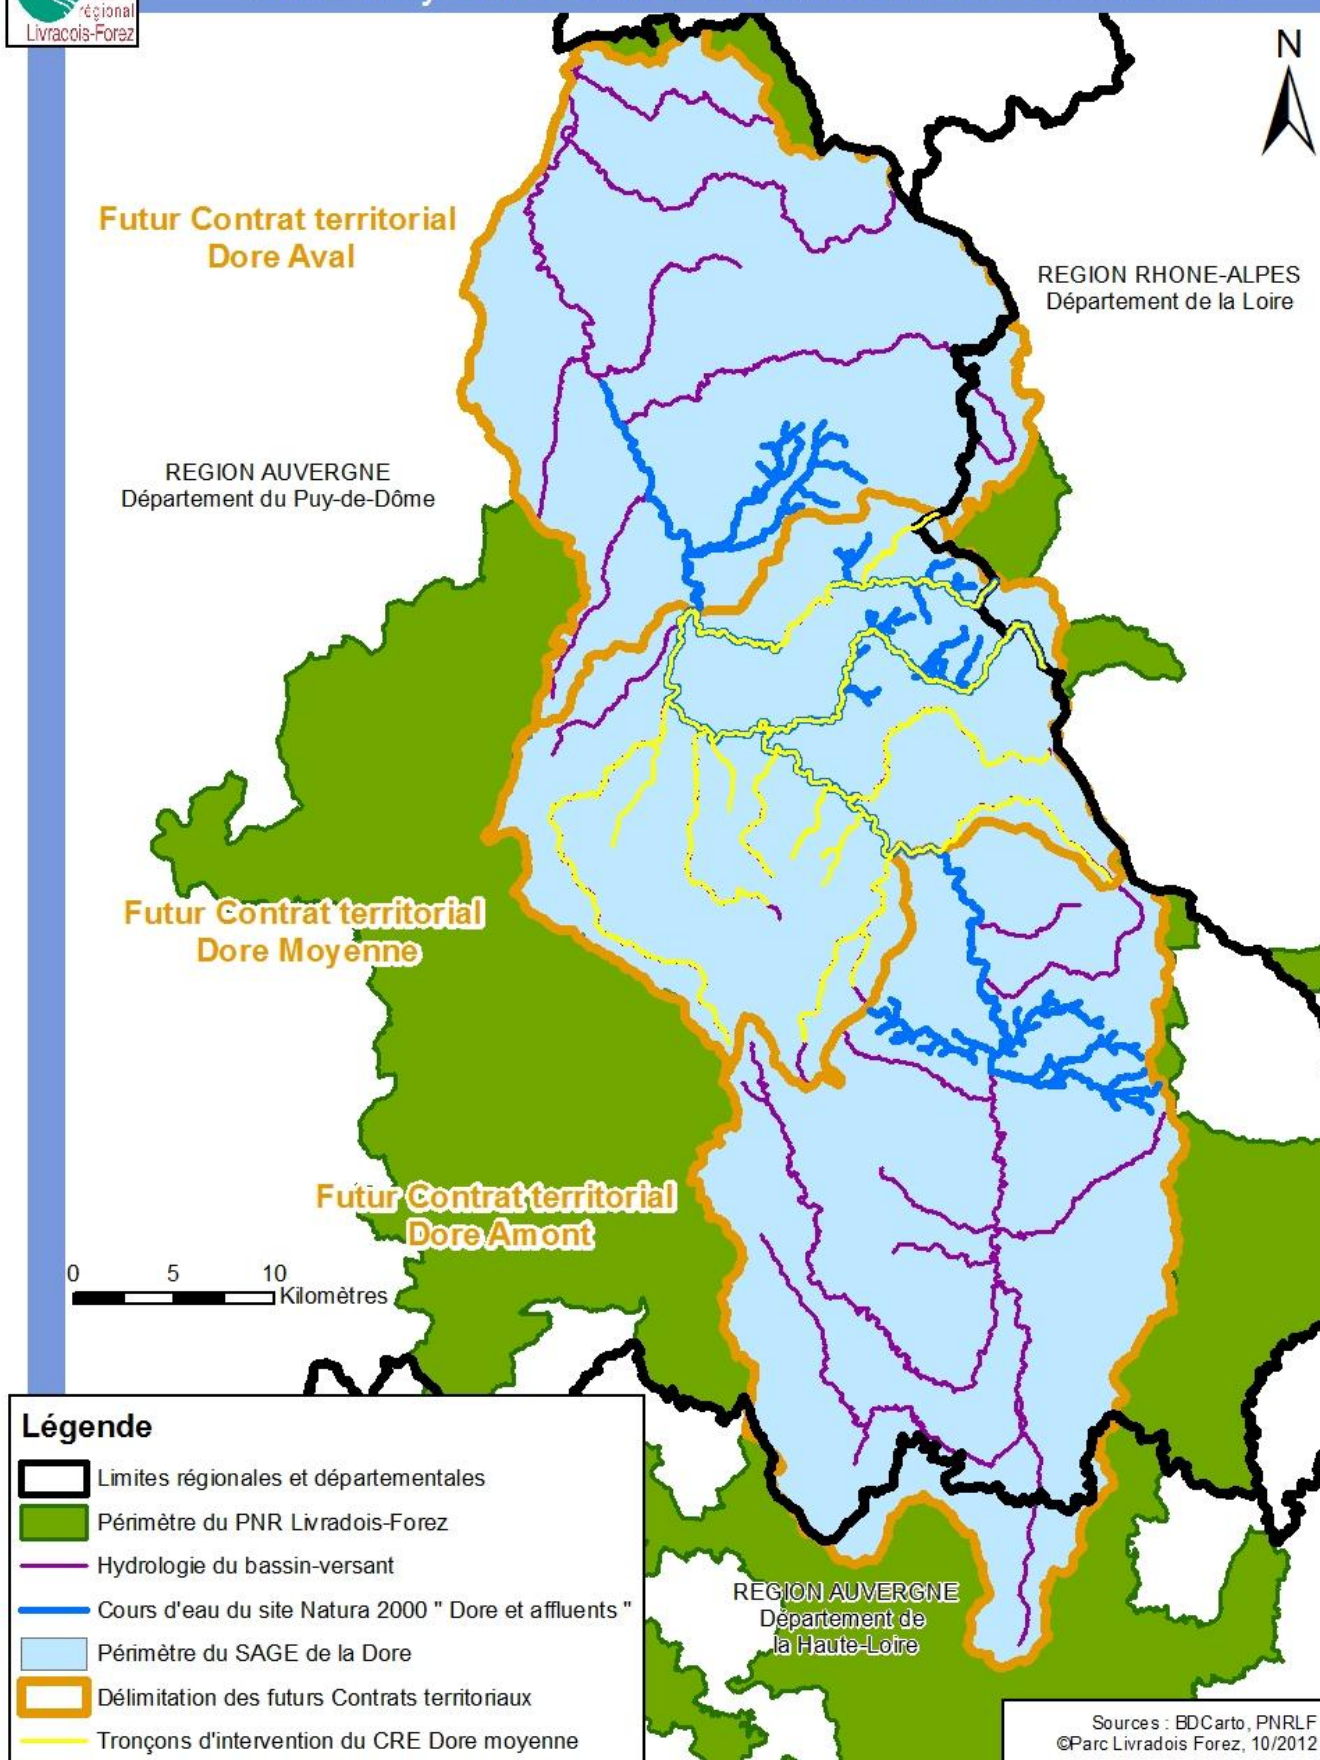 régional
Livradois-Forez
N
Futur Contrat territorial
Dore Aval
REGION RHONE-ALPES
Département de la Loire
REGION AUVERGNE
Département du Puy-de-Dôme
Futur Contrat territorial
Dore Moyenne
Futur Contrat territorial
Dore Amont
0 5 10
Kilomètres
Légende
Limites régionales et départementales
Périmètre du PNR Livradois-Forez
Hydrologie du bassin-versant
Cours d'eau du site Natura 2000 " Dore et affluents "
Périmètre du SAGE de la Dore
Délimitation des futurs Contrats territoriaux
Tronçons d'intervention du CRE Dore moyenne
REGION AUVERGNE
Département de
la Haute-Loire
Sources : BDCarto, PNRLF
©Parc Livradois Forez, 10/2012